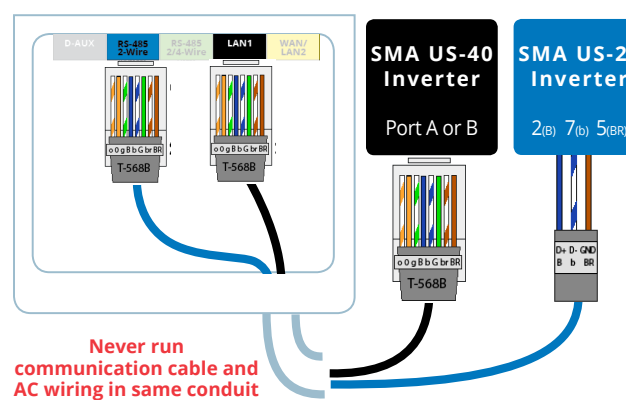 D-AUX
RS-485
2-Wire
RS-485
2/4-Wire
LAN1
WAN/
LAN2
o O g B b G br BR
T-568B
o O g B b G br BR
T-568B
SMA US-40
Inverter
Port A or B
o O g B b G br BR
T-568B
SMA US-2
Inverter
2(B) 7(b) 5(BR)
D+ D- GND
B b BR
Never run
communication cable and
AC wiring in same conduit